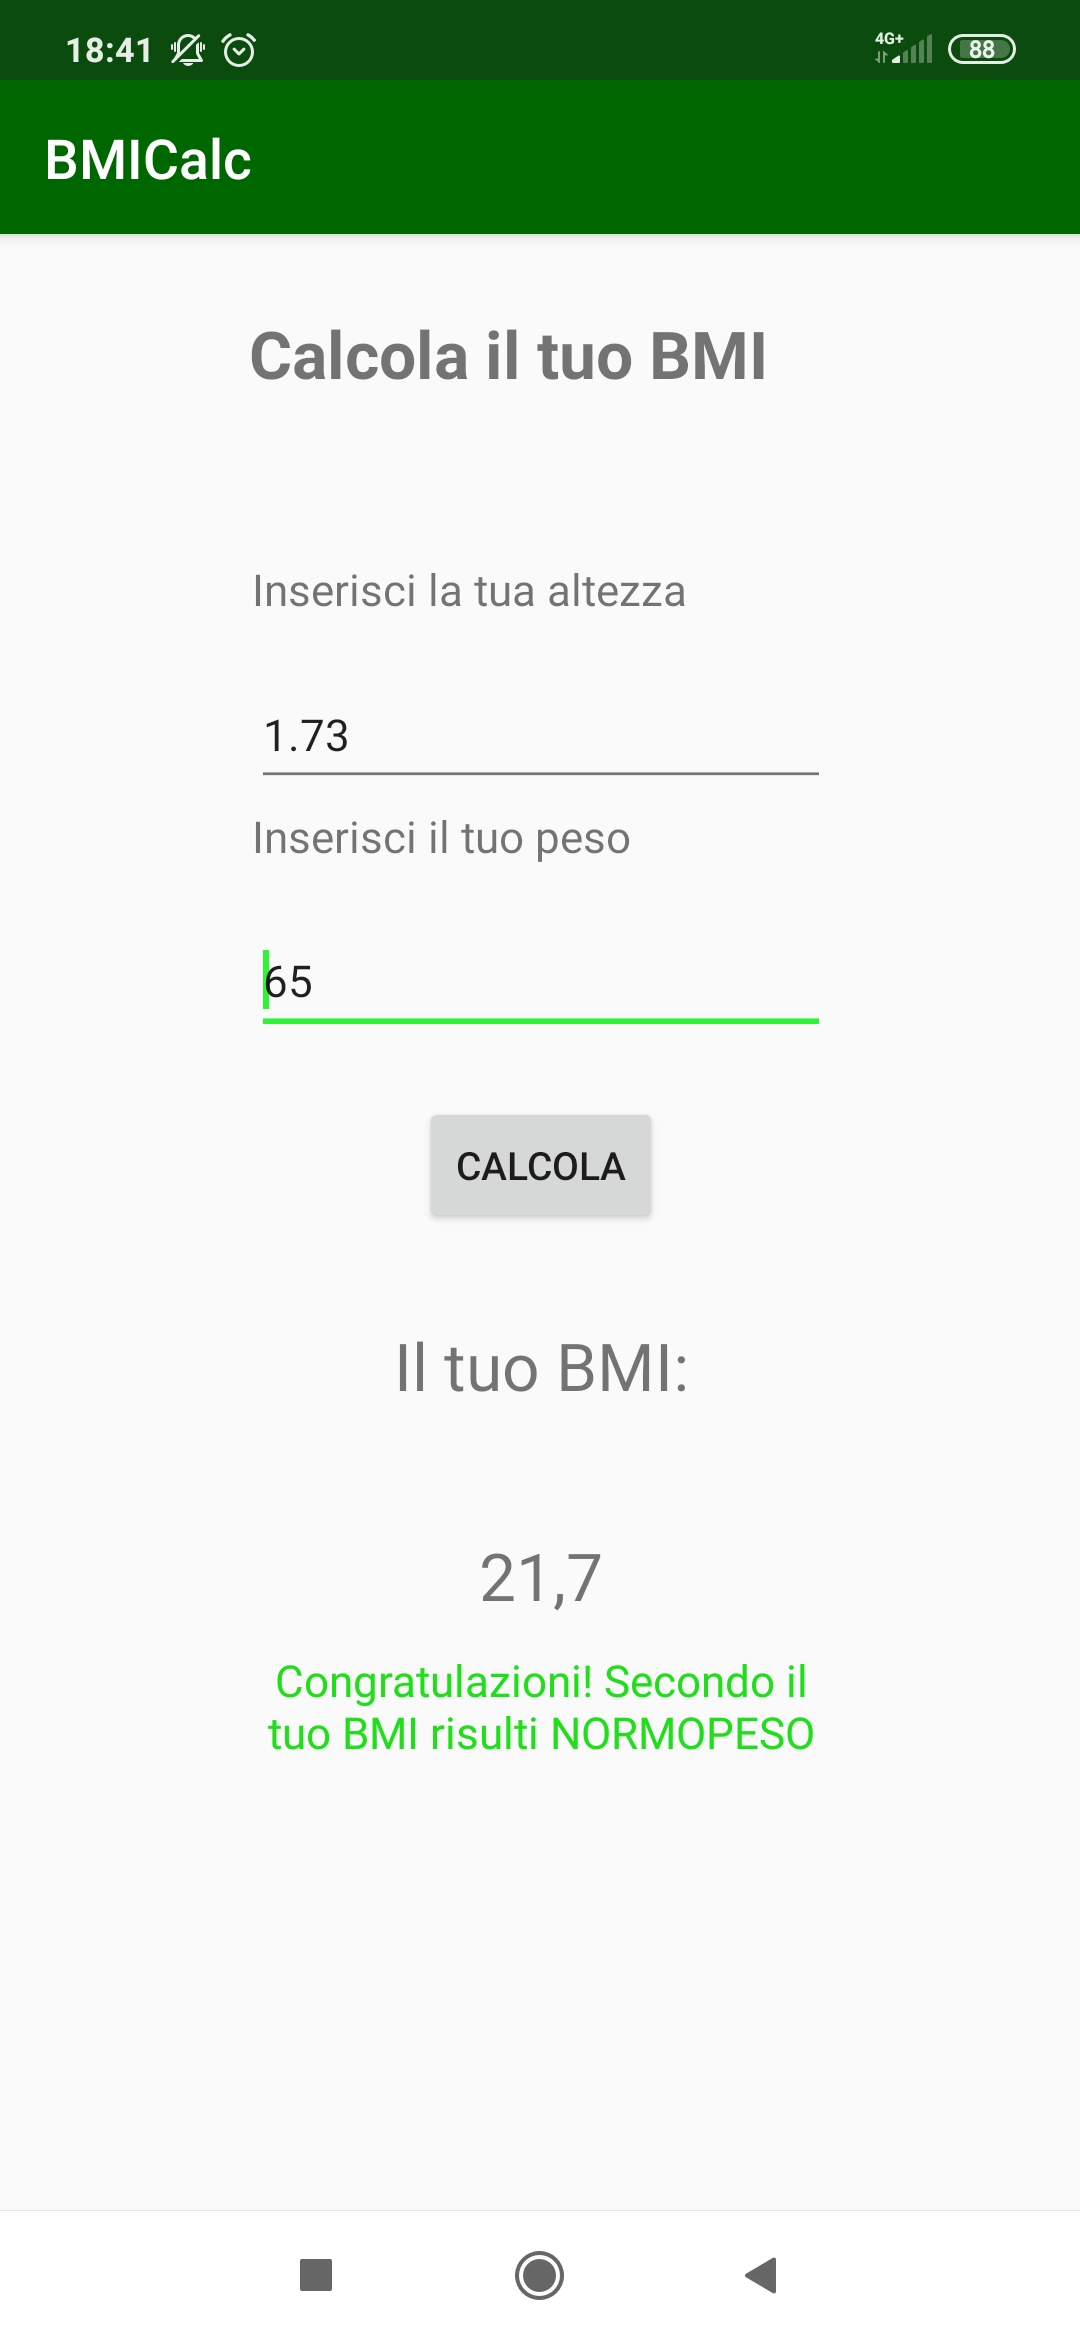 18:41
4G+
88
BMICalc
Calcola il tuo BMI
Inserisci la tua altezza
1.73
Inserisci il tuo peso
65
CALCOLA
Il tuo BMI:
21,7
Congratulazioni! Secondo il
tuo BMI risulti NORMOPESO